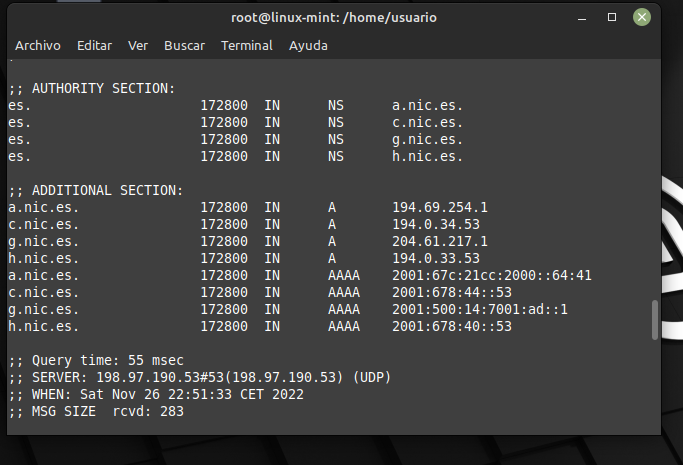 root@linux-mint: /home/usuario
Archivo Editar Ver Buscar Terminal Ayuda
;; AUTHORITY SECTION:
es. 172800 IN NS a.nic.es.
es. 172800 IN NS c.nic.es.
es. 172800 IN NS g.nic.es.
es. 172800 IN NS h.nic.es.
;; ADDITIONAL SECTION:
a.nic.es. 172800 IN A 194.69.254.1
c.nic.es. 172800 IN A 194.0.34.53
g.nic.es. 172800 IN A 204.61.217.1
h.nic.es. 172800 IN A 194.0.33.53
a.nic.es. 172800 IN AAAA 2001:67c:21cc:2000::64:41
c.nic.es. 172800 IN AAAA 2001:678:44::53
g.nic.es. 172800 IN AAAA 2001:500:14:7001:ad::1
h.nic.es. 172800 IN AAAA 2001:678:40::53
;; Query time: 55 msec
;; SERVER: 198.97.190.53#53(198.97.190.53) (UDP)
;; WHEN: Sat Nov 26 22:51:33 CET 2022
;; MSG SIZE rcvd: 283